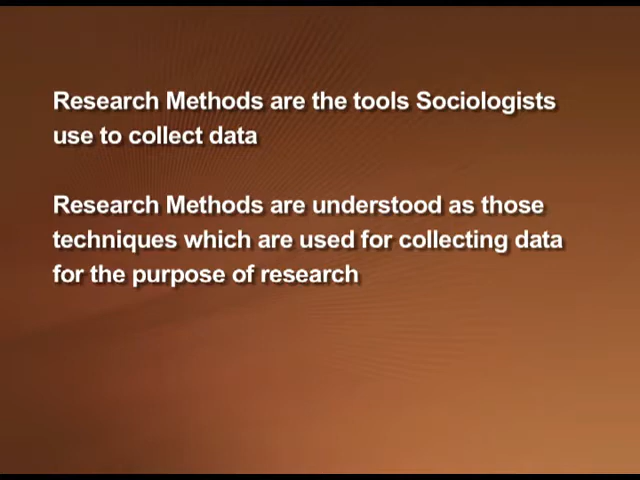 Research Methods are the tools Sociologists
use to collect data
Research Methods are understood as those
techniques which are used for collecting data
for the purpose of research